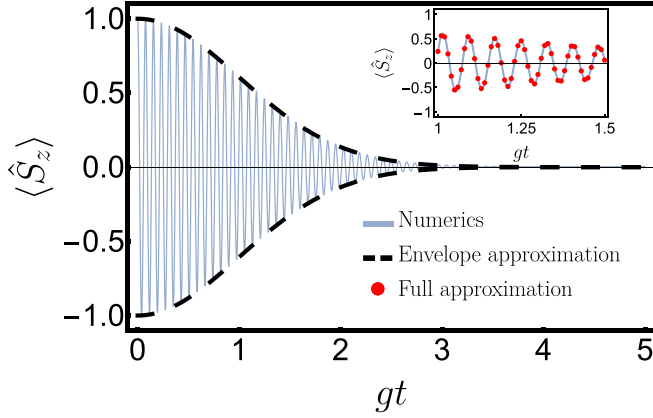 1.0
0.5
0.0
−0.5
−1.0
⟨Ŝz⟩
0 1 2 3 4 5
gt
1
0.5
0
−0.5
−1
⟨Ŝz⟩
1 1.25 1.5
gt
Numerics
Envelope approximation
Full approximation